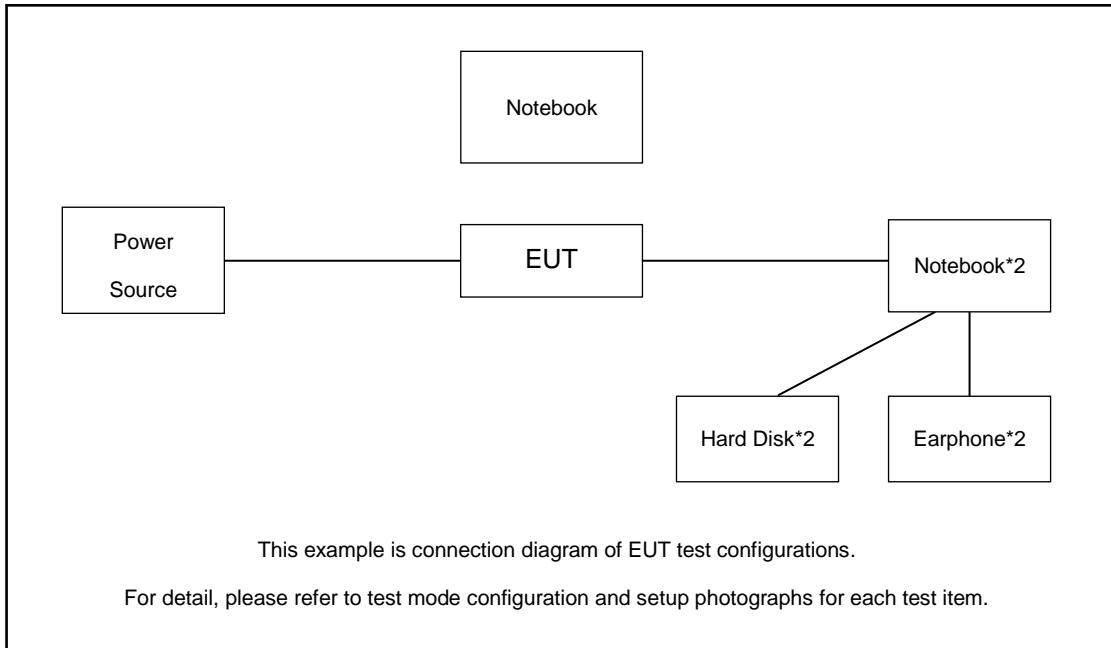 Notebook
Power
Source
EUT
Notebook*2
Hard Disk*2
Earphone*2
This example is connection diagram of EUT test configurations.
For detail, please refer to test mode configuration and setup photographs for each test item.